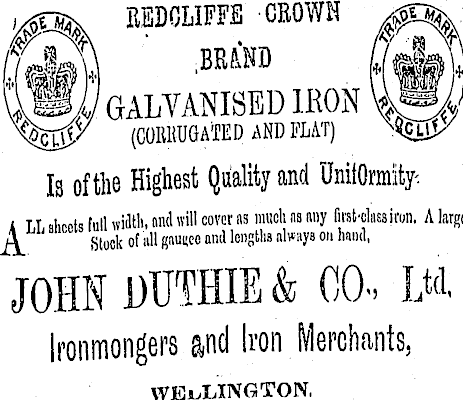 REDCLIFFE CROWN
TRADE MARK
REDCLIFFE
TRADE MARK
REDCLIFFE
BRAND
GALVANISED IRON
(CORRUGATED AND FLAT)
Is of the Highest Quality and Uniformity.
ALL sheets full width, and will cover as much as any first-class iron. A large
Stock of all gauges and lengths always on hand,
JOHN DUTHIE & CO., Ltd.
Ironmongers and Iron Merchants,
WELLINGTON.